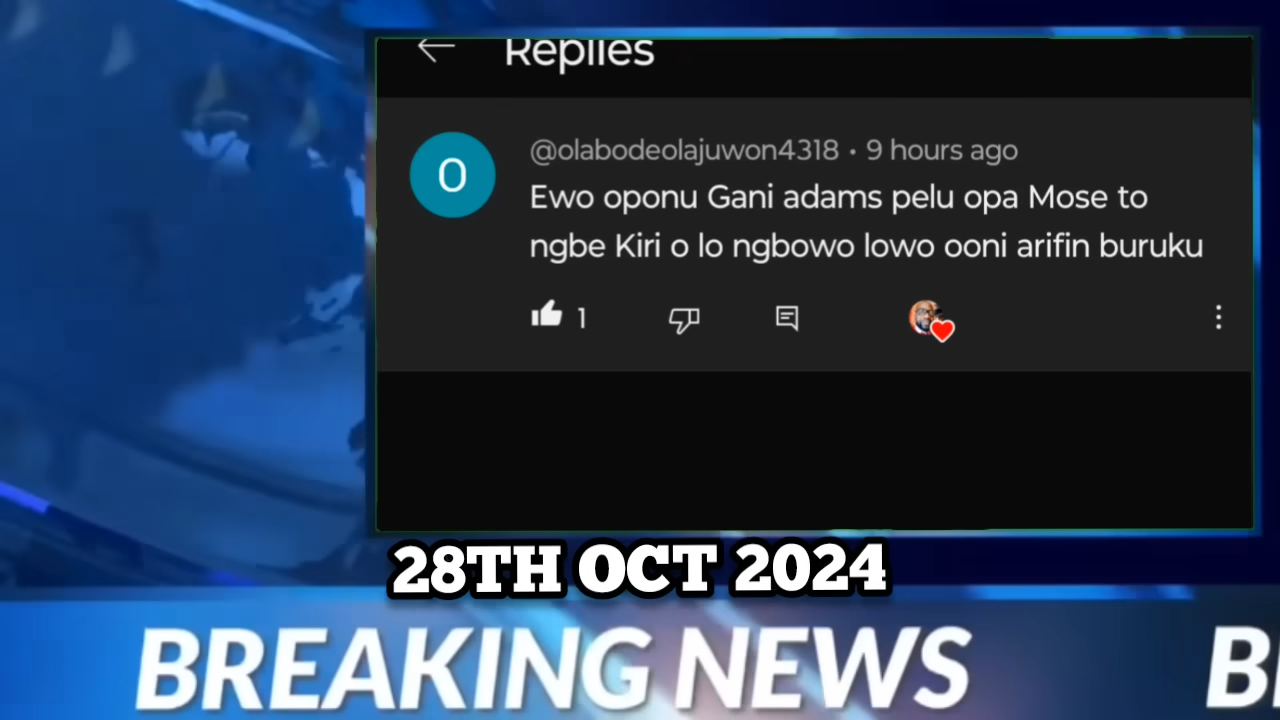 Replies
O
@olabodeolajuwon4318 · 9 hours ago
Ewo oponu Gani adams pelu opa Mose to
ngbe Kiri o lo ngbowo lowo ooni arifin buruku
1
28TH OCT 2024
BREAKING NEWS